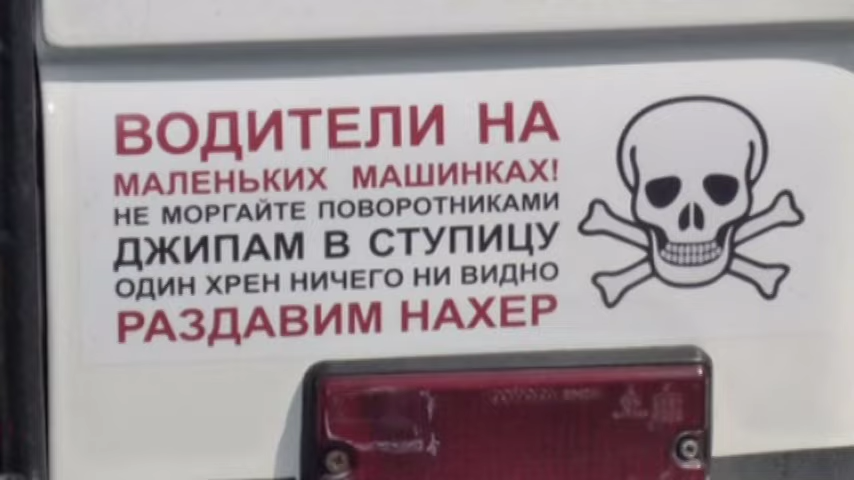 ВОДИТЕЛИ НА
МАЛЕНЬКИХ МАШИНКАХ!
НЕ МОРГАЙТЕ ПОВОРОТНИКАМИ
ДЖИПАМ В СТУПИЦУ
ОДИН ХРЕН НИЧЕГО НИ ВИДНО
РАЗДАВИМ НАХЕР